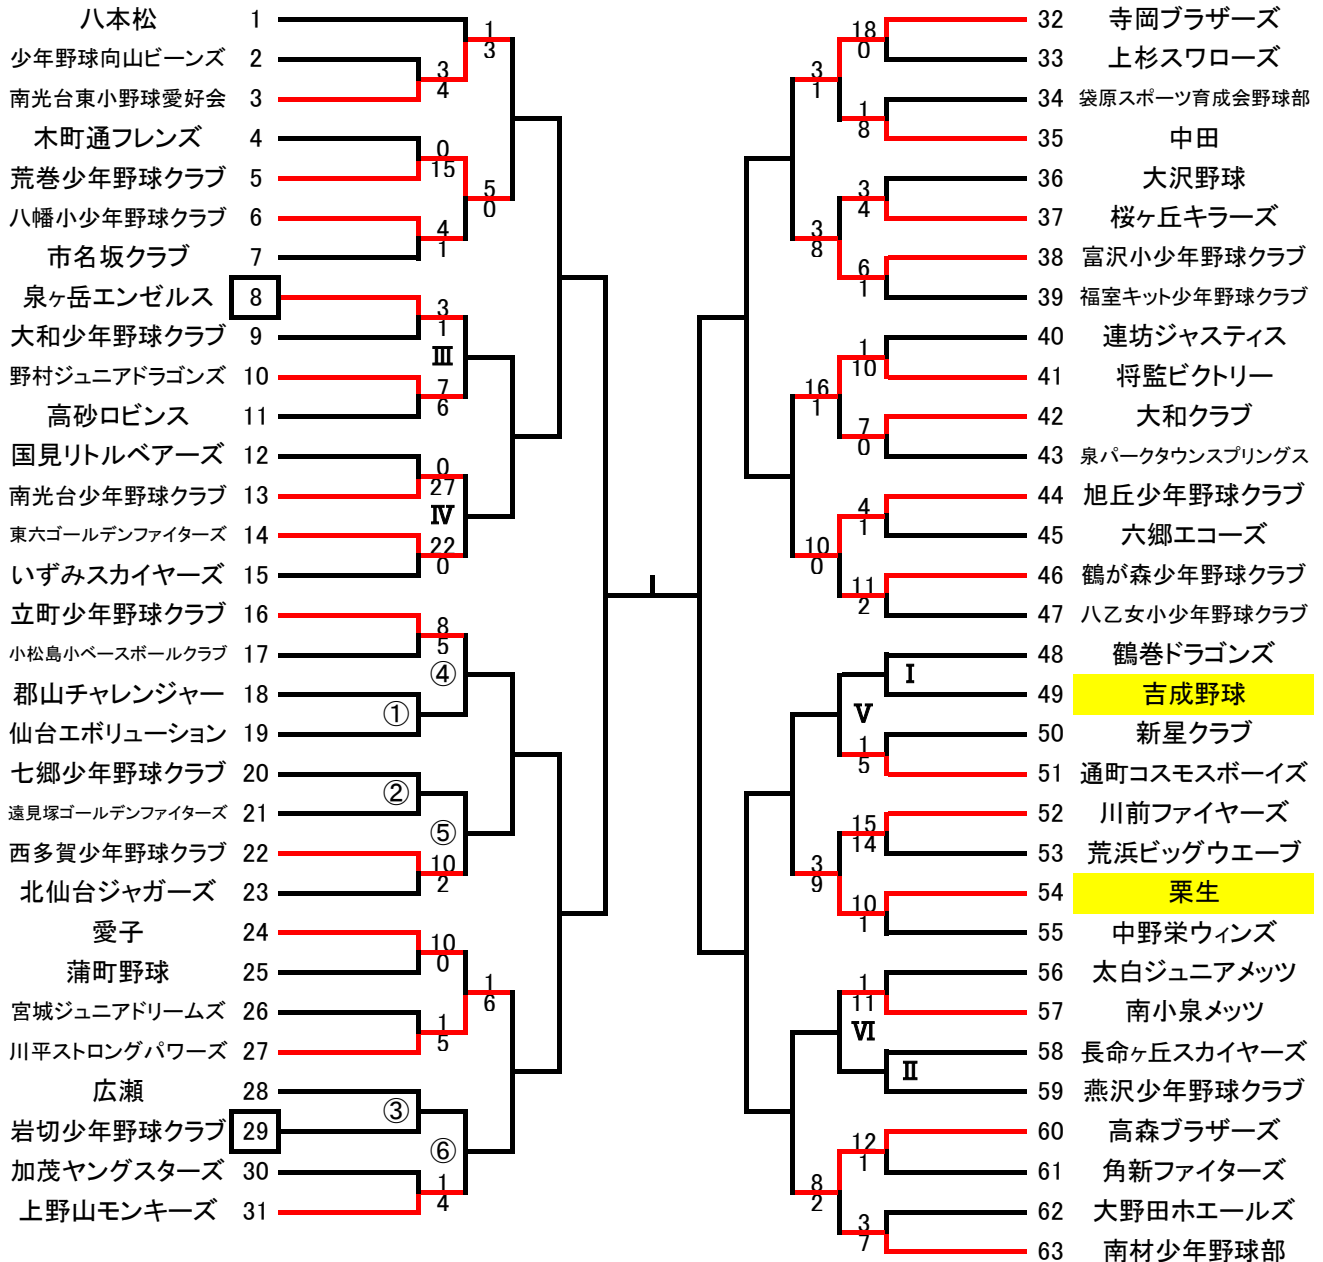 八本松 1
少年野球向山ビーンズ 2
南光台東小野球愛好会 3
木町通フレンズ 4
荒巻少年野球クラブ 5
八幡小少年野球クラブ 6
市名坂クラブ 7
泉ヶ岳エンゼルス 8
大和少年野球クラブ 9
野村ジュニアドラゴンズ 10
高砂ロビンス 11
国見リトルベアーズ 12
南光台少年野球クラブ 13
東六ゴールデンファイターズ 14
いずみスカイヤーズ 15
立町少年野球クラブ 16
小松島小ベースボールクラブ 17
郡山チャレンジャー 18
仙台エボリューション 19
七郷少年野球クラブ 20
遠見塚ゴールデンファイターズ 21
西多賀少年野球クラブ 22
北仙台ジャガーズ 23
愛子 24
蒲町野球 25
宮城ジュニアドリームズ 26
川平ストロングパワーズ 27
広瀬 28
岩切少年野球クラブ 29
加茂ヤングスターズ 30
上野山モンキーズ 31
1
3
3
4
0
15
5
0
4
1
3
1
Ⅲ
7
6
0
27
Ⅳ
22
0
8
5
④
①
②
⑤
10
2
10
0
1
6
1
5
③
⑥
1
4
18
0
3
1
1
8
3
4
3
8
6
1
1
10
16
1
7
0
4
1
10
0
11
2
Ⅰ
Ⅴ
1
5
15
14
3
9
10
1
1
11
Ⅵ
Ⅱ
12
1
8
2
3
7
32 寺岡ブラザーズ
33 上杉スワローズ
34 袋原スポーツ育成会野球部
35 中田
36 大沢野球
37 桜ヶ丘キラーズ
38 富沢小少年野球クラブ
39 福室キット少年野球クラブ
40 連坊ジャスティス
41 将監ビクトリー
42 大和クラブ
43 泉パークタウンスプリングス
44 旭丘少年野球クラブ
45 六郷エコーズ
46 鶴が森少年野球クラブ
47 八乙女小少年野球クラブ
48 鶴巻ドラゴンズ
49 吉成野球
50 新星クラブ
51 通町コスモスボーイズ
52 川前ファイヤーズ
53 荒浜ビッグウエーブ
54 栗生
55 中野栄ウィンズ
56 太白ジュニアメッツ
57 南小泉メッツ
58 長命ヶ丘スカイヤーズ
59 燕沢少年野球クラブ
60 高森ブラザーズ
61 角新ファイターズ
62 大野田ホエールズ
63 南材少年野球部